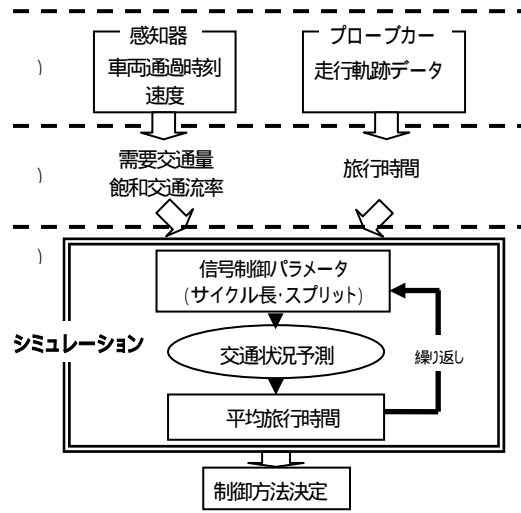 感知器
車両通過時刻
速度
プローブカー
走行軌跡データ
)
需要交通量
飽和交通流率
旅行時間
)
)
信号制御パラメータ
(サイクル長・スプリット)
シミュレーション
交通状況予測
繰り返し
平均旅行時間
制御方法決定